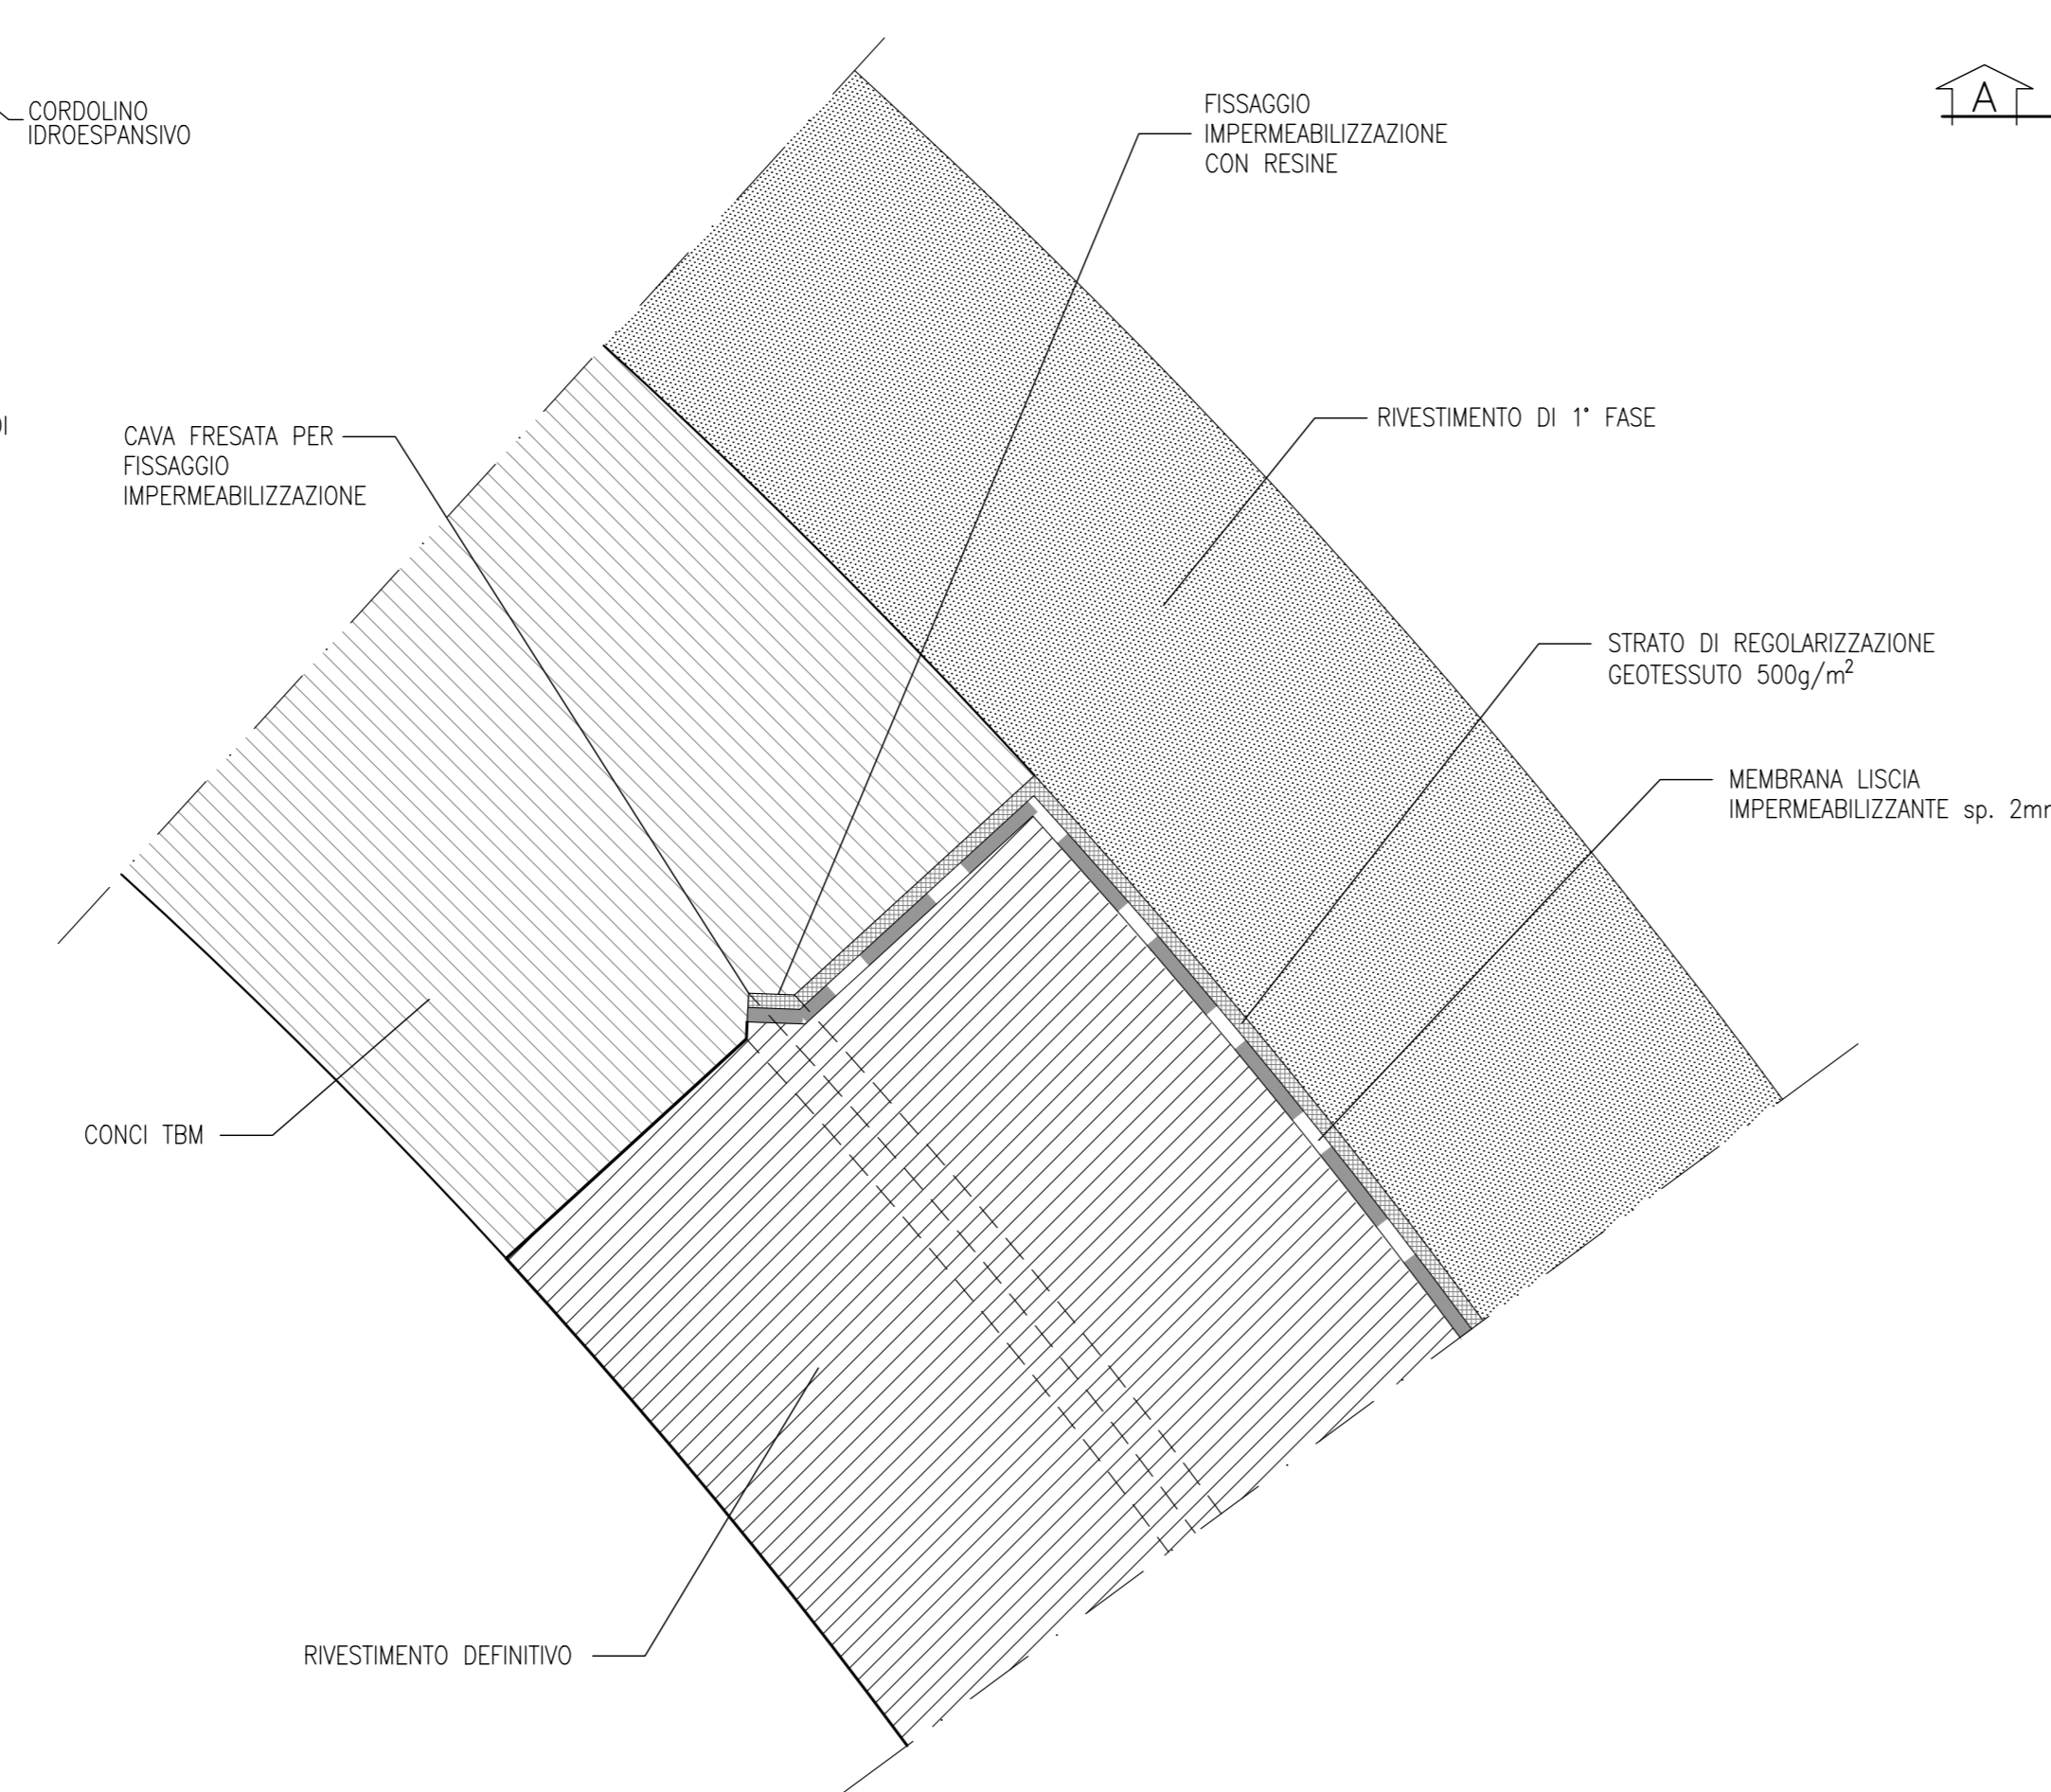 CORDOLINO
IDROESPANSIVO
FISSAGGIO
IMPERMEABILIZZAZIONE
CON RESINE
A
CAVA FRESATA PER
FISSAGGIO
IMPERMEABILIZZAZIONE
RIVESTIMENTO DI 1° FASE
STRATO DI REGOLARIZZAZIONE
GEOTESSUTO 500g/m²
MEMBRANA LISCIA
IMPERMEABILIZZANTE sp.
CONCI TBM
RIVESTIMENTO DEFINITIVO